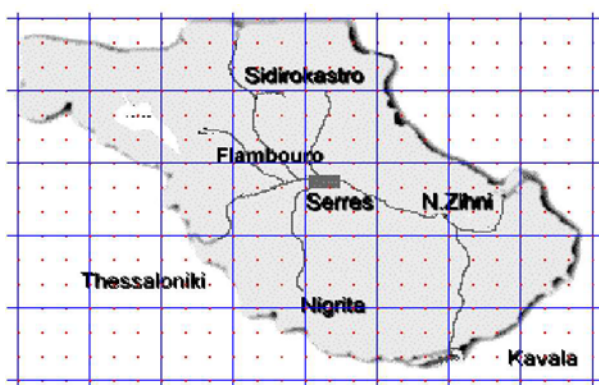 Sidirokastro
Flambouro
Serres
N.Zihni
Thessaloniki
Nigrita
Kavala